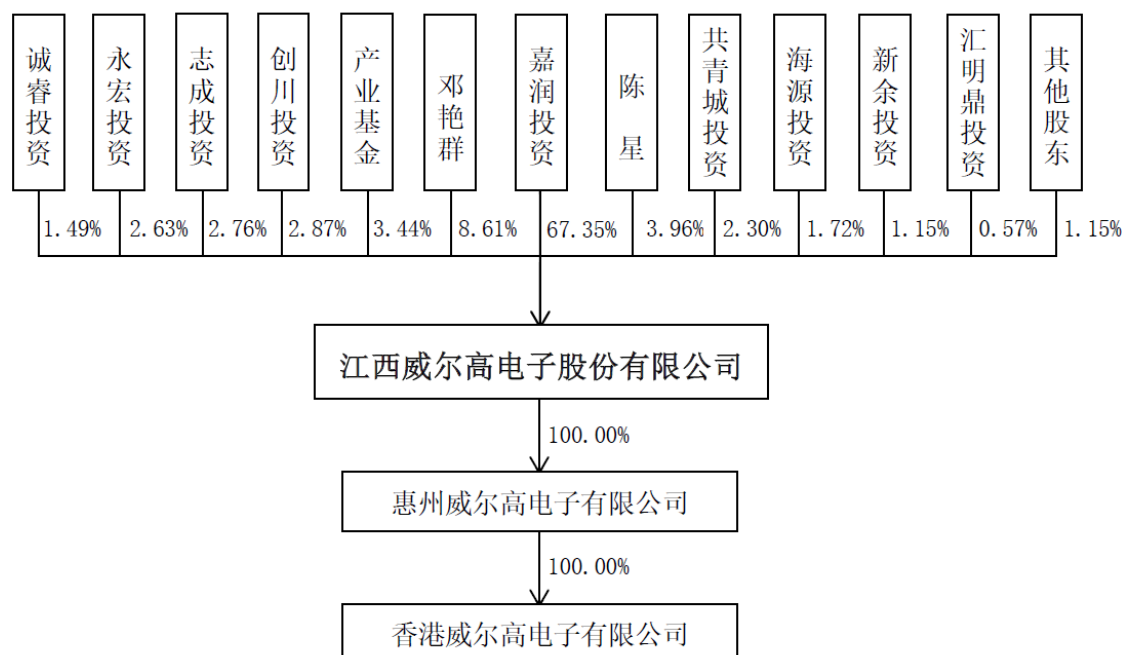 诚睿投资
永宏投资
志成投资
创川投资
产业基金
邓艳群
嘉润投资
陈星
共青城投资
海源投资
新余投资
汇明鼎投资
其他股东
1.49%
2.63%
2.76%
2.87%
3.44%
8.61%
67.35%
3.96%
2.30%
1.72%
1.15%
0.57%
1.15%
江西威尔高电子股份有限公司
100.00%
惠州威尔高电子有限公司
100.00%
香港威尔高电子有限公司